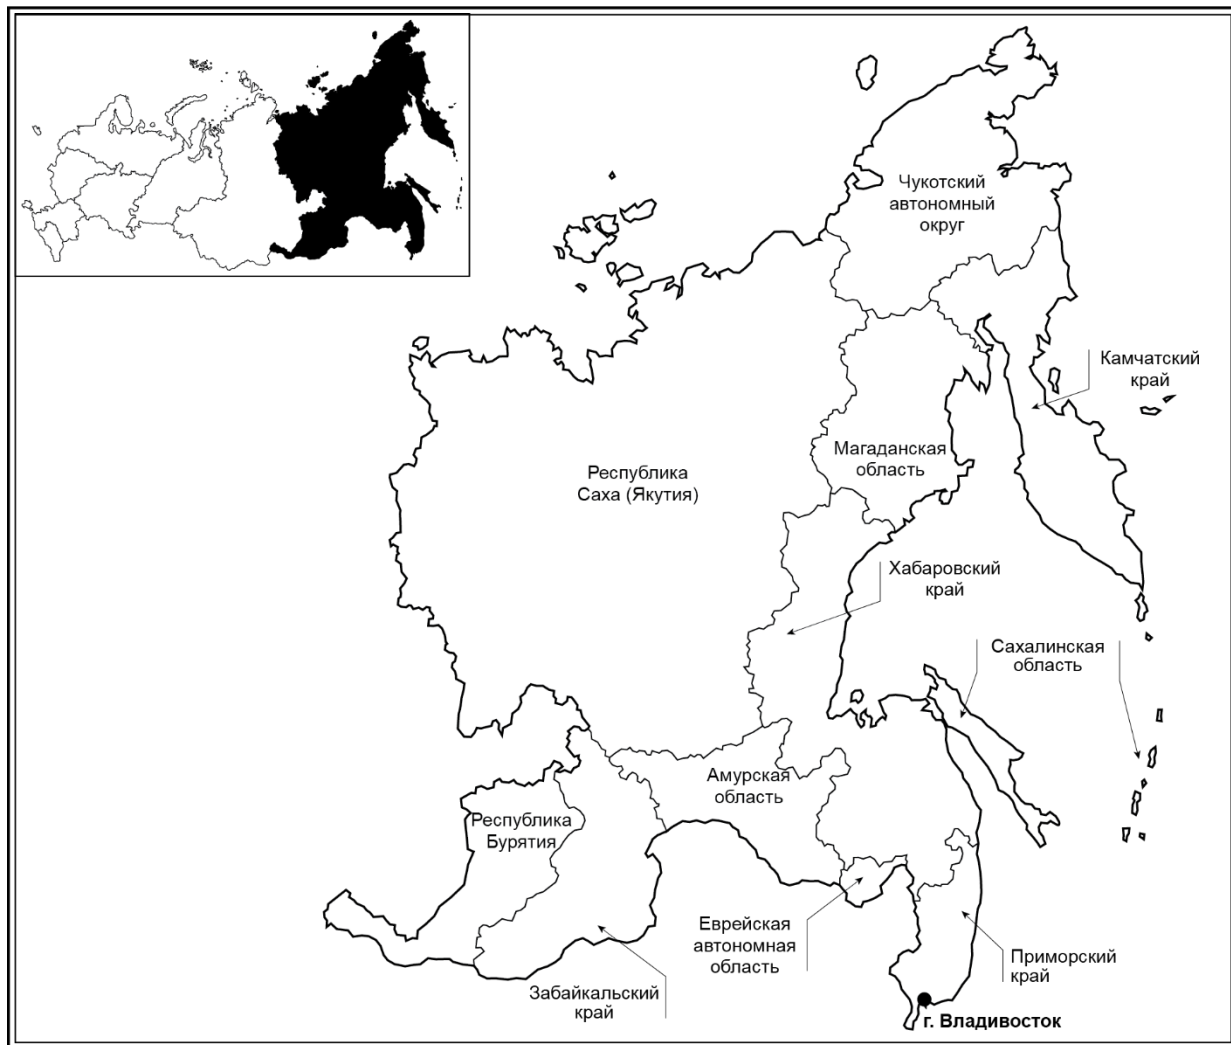 Чукотский
автономный
округ
Камчатский
край
Магаданская
область
Республика
Саха (Якутия)
Хабаровский
край
Сахалинская
область
Амурская
область
Республика
Бурятия
Еврейская
автономная
область
Приморский
край
Забайкальский
край
г. Владивосток